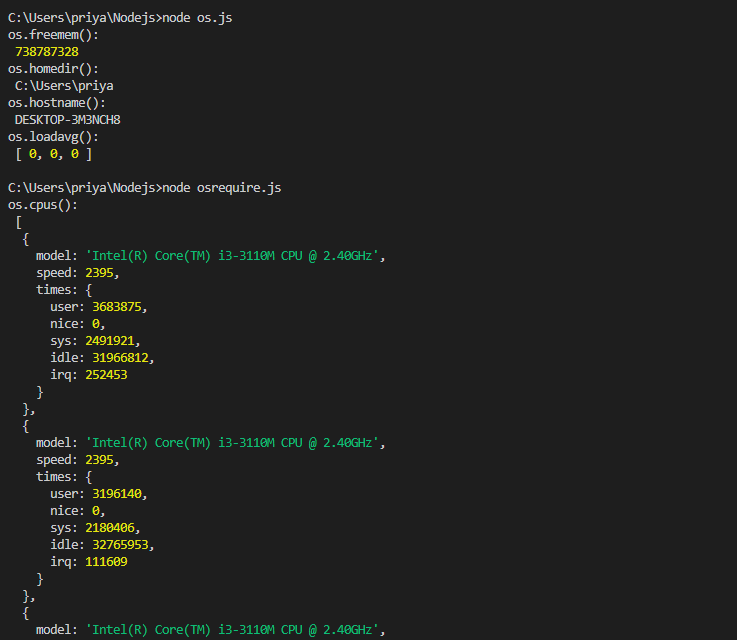 C:\Users\priya\Nodejs>node os.js
os.freemem():
 738787328
os.homedir():
 C:\Users\priya
os.hostname():
 DESKTOP-3M3NCH8
os.loadavg():
 [ 0, 0, 0 ]

C:\Users\priya\Nodejs>node osrequire.js
os.cpus():
 [
  {
    model: 'Intel(R) Core(TM) i3-3110M CPU @ 2.40GHz',
    speed: 2395,
    times: {
      user: 3683875,
      nice: 0,
      sys: 2491921,
      idle: 31966812,
      irq: 252453
    }
  },
  {
    model: 'Intel(R) Core(TM) i3-3110M CPU @ 2.40GHz',
    speed: 2395,
    times: {
      user: 3196140,
      nice: 0,
      sys: 2180406,
      idle: 32765953,
      irq: 111609
    }
  },
  {
    model: 'Intel(R) Core(TM) i3-3110M CPU @ 2.40GHz',